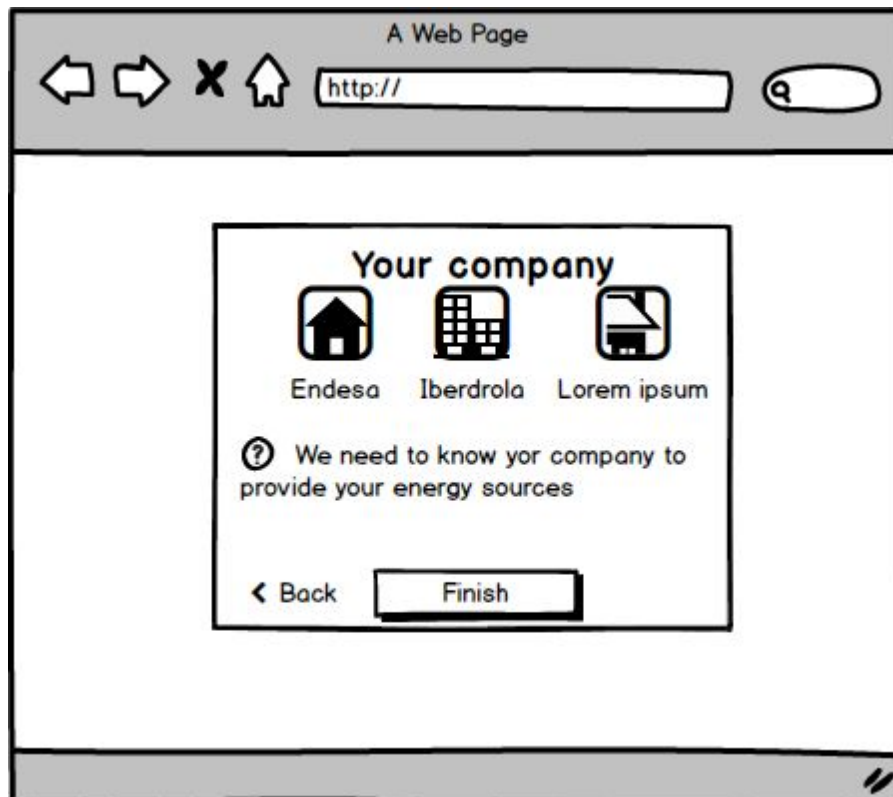 A Web Page
http://
Your company
Endesa Iberdrola Lorem ipsum
? We need to know yor company to
provide your energy sources
Back Finish